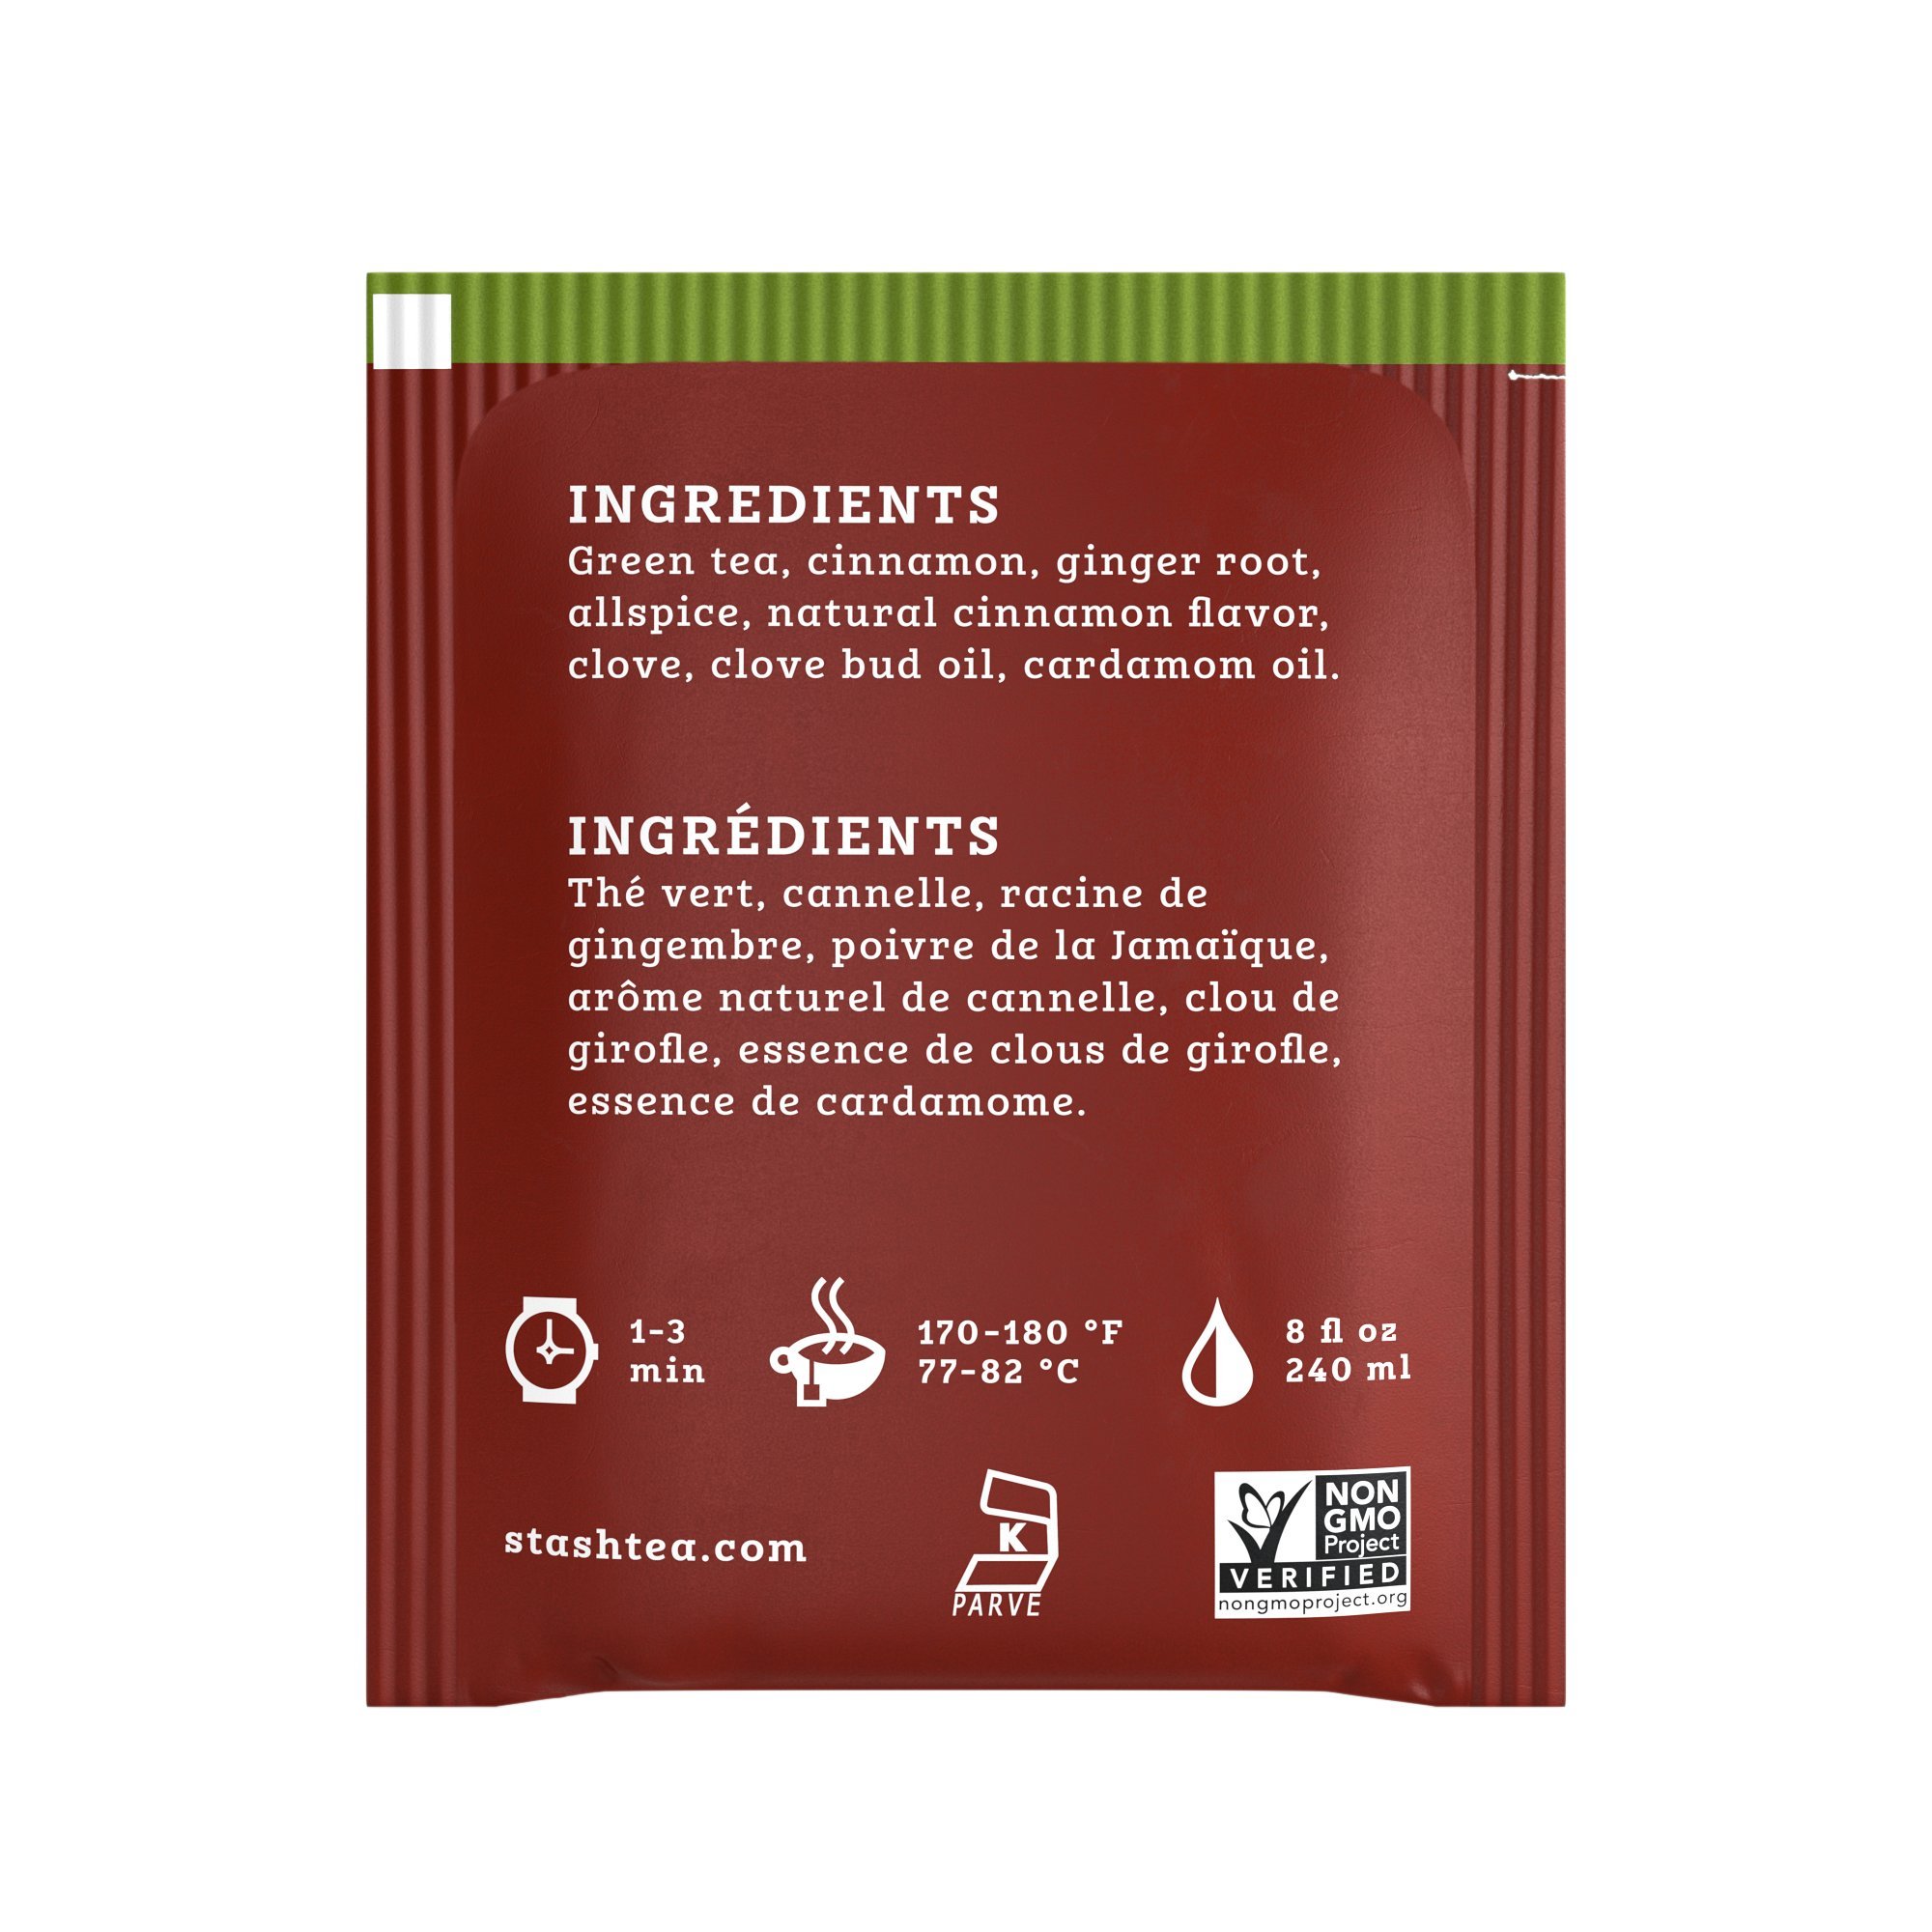 INGREDIENTS
Green tea, cinnamon, ginger root,
allspice, natural cinnamon flavor,
clove, clove bud oil, cardamom oil.
INGRÉDIENTS
Thé vert, cannelle, racine de
gingembre, poivre de la Jamaïque,
arôme naturel de cannelle, clou de
girofle, essence de clous de girofle,
essence de cardamome.
1-3
min
170-180 °F
77-82 °C
8 fl oz
240 ml
stashtea.com
K
PARVE
NON
GMO
Project
VERIFIED
nongmoproject.org